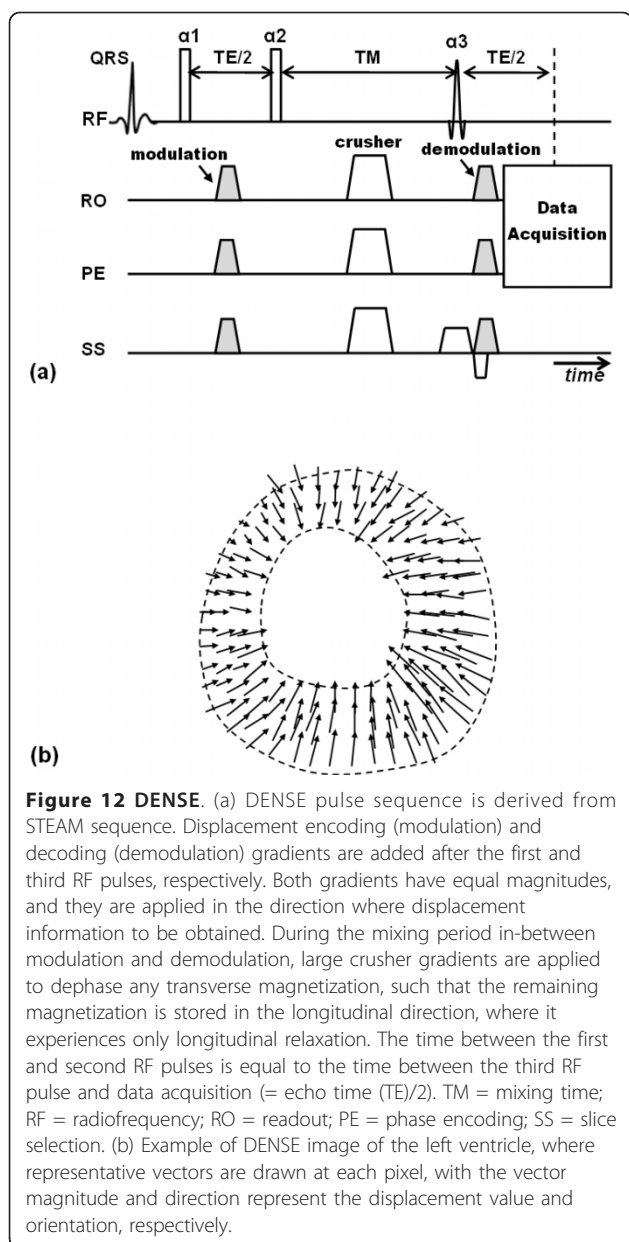 α1 α2 α3
QRS TE/2 TM TE/2
RF
crusher
modulation demodulation
RO
Data
Acquisition
PE
SS
(a) time
(b)
Figure 12 DENSE. (a) DENSE pulse sequence is derived from
STEAM sequence. Displacement encoding (modulation) and
decoding (demodulation) gradients are added after the first and
third RF pulses, respectively. Both gradients have equal magnitudes,
and they are applied in the direction where displacement
information to be obtained. During the mixing period in-between
modulation and demodulation, large crusher gradients are applied
to dephase any transverse magnetization, such that the remaining
magnetization is stored in the longitudinal direction, where it
experiences only longitudinal relaxation. The time between the first
and second RF pulses is equal to the time between the third RF
pulse and data acquisition (= echo time (TE)/2). TM = mixing time;
RF = radiofrequency; RO = readout; PE = phase encoding; SS = slice
selection. (b) Example of DENSE image of the left ventricle, where
representative vectors are drawn at each pixel, with the vector
magnitude and direction represent the displacement value and
orientation, respectively.